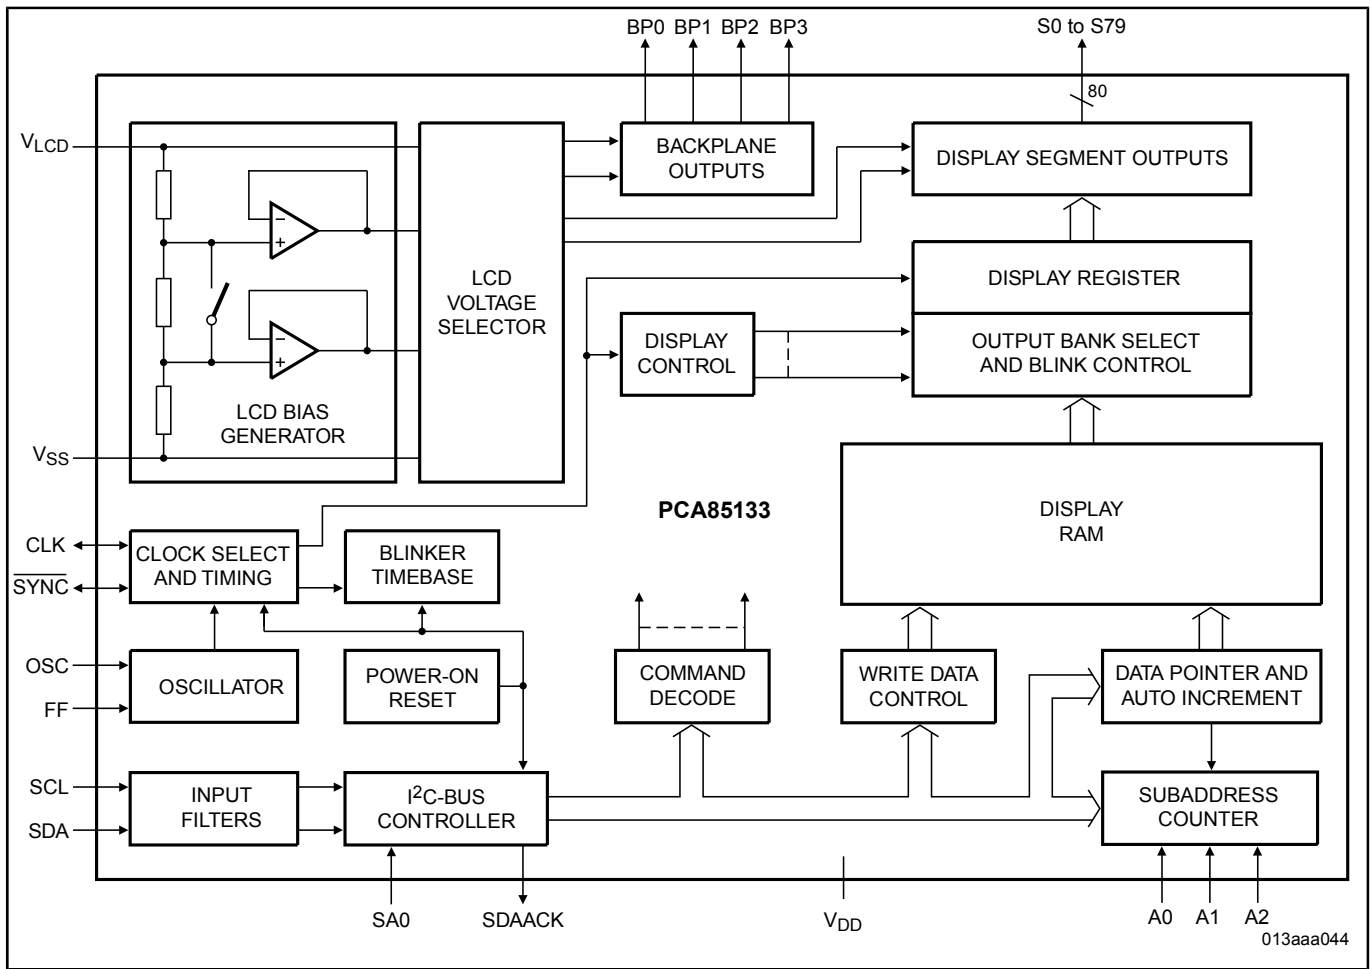 BP0 BP1 BP2 BP3
S0 to S79
80
VLCD
BACKPLANE
OUTPUTS
DISPLAY SEGMENT OUTPUTS
−
+
−
+
LCD BIAS
GENERATOR
LCD
VOLTAGE
SELECTOR
DISPLAY REGISTER
DISPLAY
CONTROL
OUTPUT BANK SELECT
AND BLINK CONTROL
VSS
PCA85133
DISPLAY
RAM
CLK
SYNC
CLOCK SELECT
AND TIMING
BLINKER
TIMEBASE
OSC
FF
OSCILLATOR
POWER-ON
RESET
COMMAND
DECODE
WRITE DATA
CONTROL
DATA POINTER AND
AUTO INCREMENT
SCL
SDA
INPUT
FILTERS
I2C-BUS
CONTROLLER
SUBADDRESS
COUNTER
SA0
SDAACK
VDD
A0 A1 A2
013aaa044